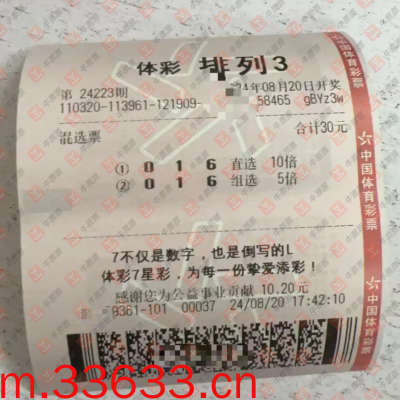 体彩 排列3
第 24223期 24年08月20日开奖
110320-113961-121909- 58465 gBYz3w
混选票 合计30元
① 0 1 6 直选 10倍
② 0 1 6 组选 5倍
7不仅是数字，也是倒写的L
体彩7星彩，为每一份挚爱添彩！
感谢您为公益事业贡献 10.20元
8361-101 00037 24/08/20 17:42:10
中国体育彩票
中国体育彩票
中国体育彩票
m.33633.cn